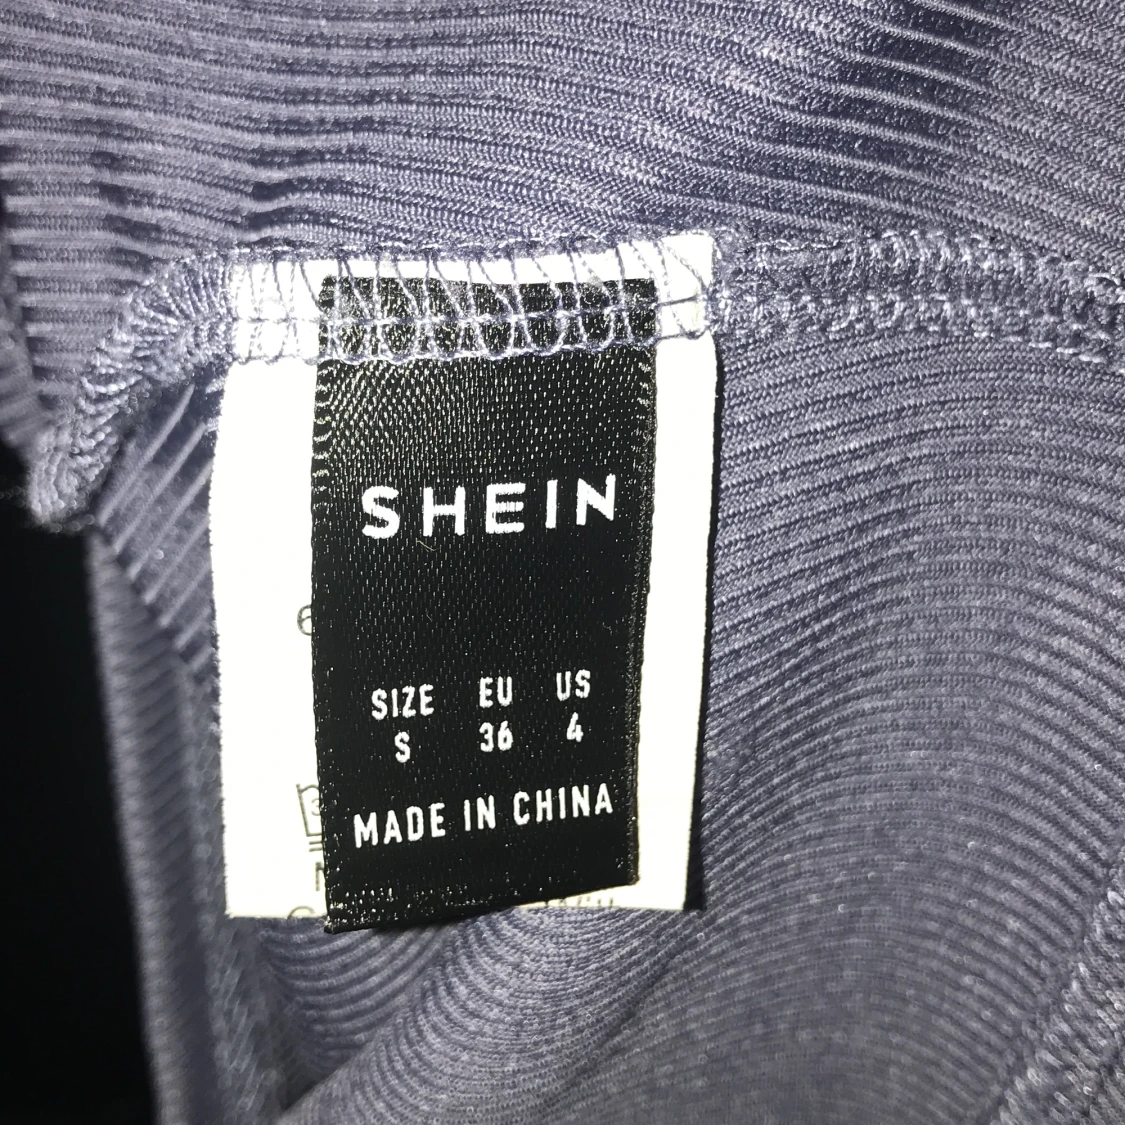 SHEIN
SIZE EU US
S 36 4
MADE IN CHINA